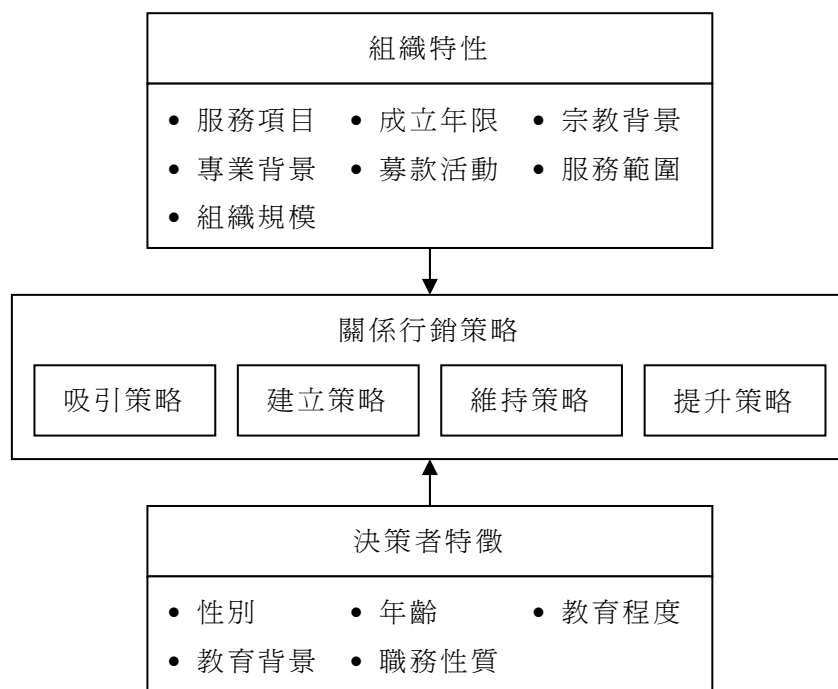 組織特性
• 服務項目 • 成立年限 • 宗教背景
• 專業背景 • 募款活動 • 服務範圍
• 組織規模
關係行銷策略
吸引策略 建立策略 維持策略 提升策略
決策者特徵
• 性別 • 年齡 • 教育程度
• 教育背景 • 職務性質